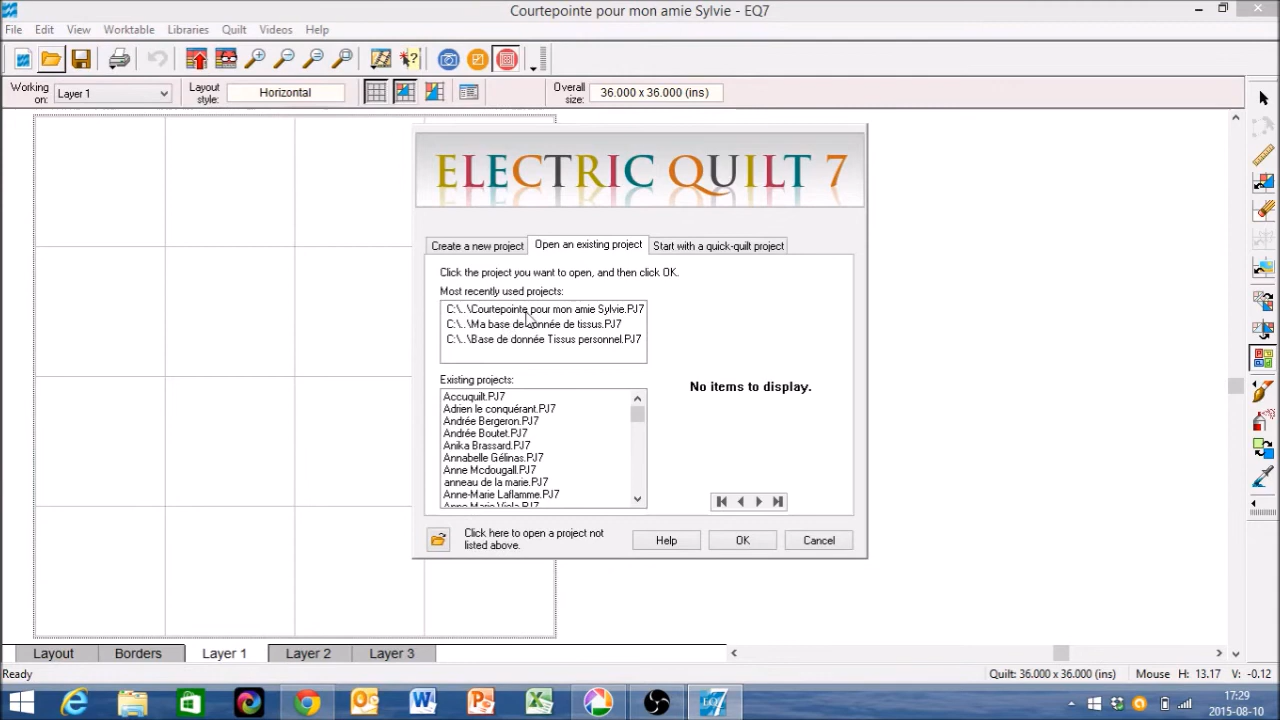 Courtepointe pour mon amie Sylvie - EQ7
File Edit View Worktable Libraries Quilt Videos Help
Working on: Layer 1 Layout style: Horizontal Overall size: 36.000 x 36.000 (ins)
ELECTRIC QUILT 7
Create a new project Open an existing project Start with a quick-quilt project
Click the project you want to open, and then click OK.
Most recently used projects:
C:\..\Courtepointe pour mon amie Sylvie.PJ7
C:\..\Ma base de donnée de tissus.PJ7
C:\..\Base de donnée Tissus personnel.PJ7
Existing projects:
No items to display.
Accuquilt.PJ7
Adrien le conquérant.PJ7
Andrée Bergeron.PJ7
Andrée Boutet.PJ7
Anika Brassard.PJ7
Annabelle Gélinas.PJ7
Anne Mcdougall.PJ7
anneau de la marie.PJ7
Anne-Marie Laflamme.PJ7
Click here to open a project not
listed above.
Help OK Cancel
Layout Borders Layer 1 Layer 2 Layer 3
Ready Quilt: 36.000 x 36.000 (ins) Mouse H: 13.17 V: -0.12
17:29
2015-08-10